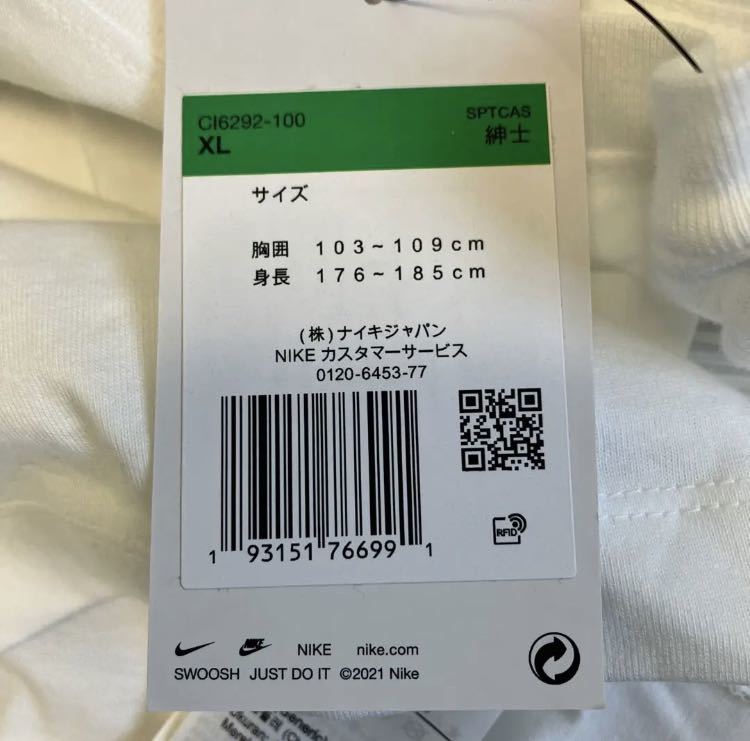 CI6292-100
XL
SPTCAS
紳士
サイズ
胸囲 103~109cm
身長 176~185cm
(株)ナイキジャパン
NIKE カスタマーサービス
0120-6453-77
1 93151 76699 1
RFID
NIKE nike.com
SWOOSH JUST DO IT ©2021 Nike